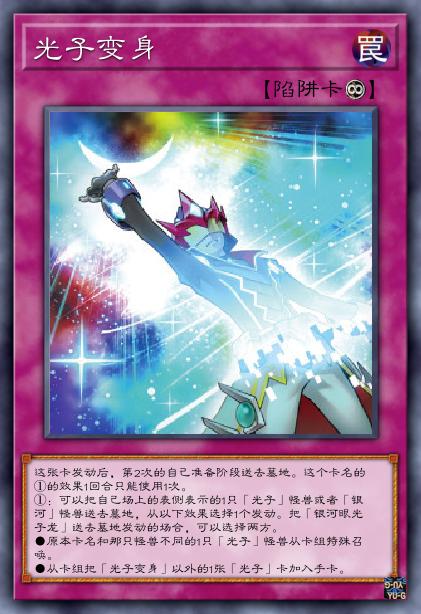 光子变身
罠
【陷阱卡♾】
这张卡发动后，第2次的自己准备阶段送去墓地。这个卡名的
①的效果1回合只能使用1次。
①：可以把自己场上的表侧表示的1只「光子」怪兽或者「银
河」怪兽送去墓地，从以下效果选择1个发动。把「银河眼光
子龙」送去墓地发动的场合，可以选择两方。
●原本卡名和那只怪兽不同的1只「光子」怪兽从卡组特殊召
唤。
●从卡组把「光子变身」以外的1张「光子」卡加入手卡。